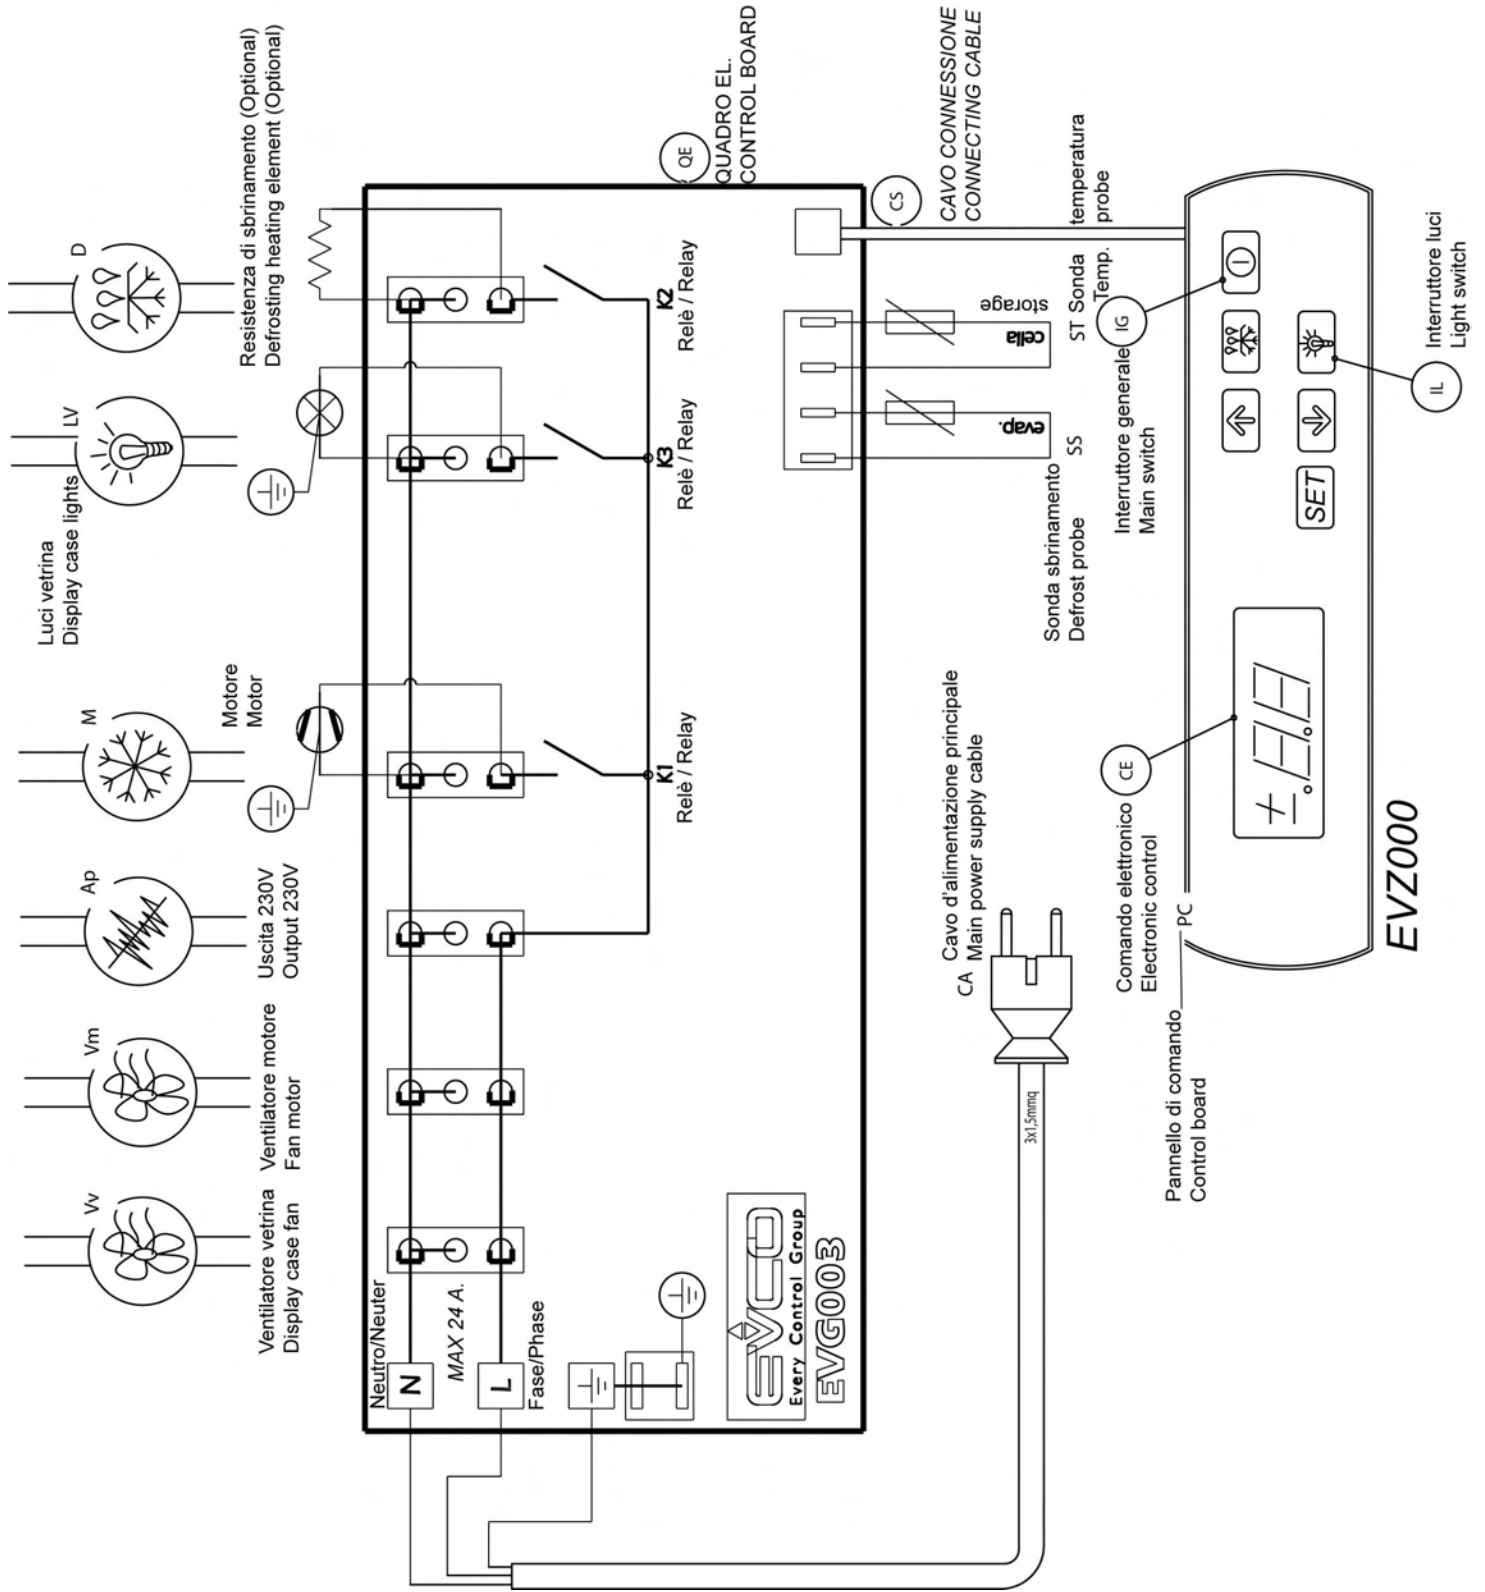 Ventilatore vetrina
Display case fan
Vv
Ventilatore motore
Fan motor
Vm
Uscita 230V
Output 230V
Ap
M
Motore
Motor
Luci vetrina
Display case lights
LV
D
Resistenza di sbrinamento (Optional)
Defrosting heating element (Optional)
Neutro/Neuter
N
MAX 24 A.
L
Fase/Phase
K1
Relè / Relay
K3
Relè / Relay
K2
Relè / Relay
QE
QUADRO EL.
CONTROL BOARD
EVCO
Every Control Group
EVG003
evap.
cella
storage
SS
Sonda sbrinamento
Defrost probe
ST Sonda temperatura
Temp. probe
CS
CAVO CONNESSIONE
CONNECTING CABLE
CA
Cavo d'alimentazione principale
Main power supply cable
3x1,5mmq
Pannello di comando
Control board
PC
Comando elettronico
Electronic control
CE
Interruttore generale
Main switch
IG
SET
IL
Interruttore luci
Light switch
EVZ000